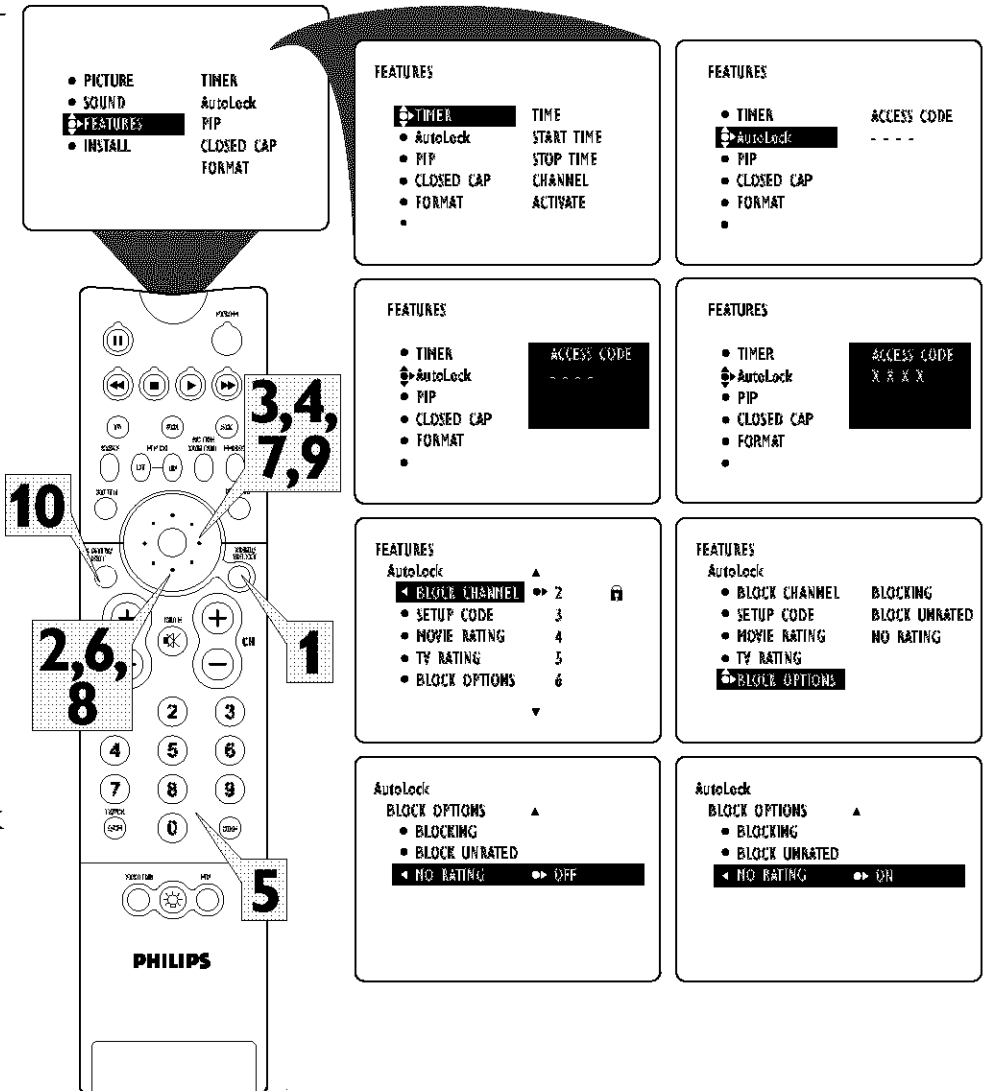 PICTURE TIMER
SOUND AutoLock
FEATURES PIP
INSTALL CLOSED CAP
FORMAT
FEATURES
TIMER TIME
AutoLock START TIME
PIP STOP TIME
CLOSED CAP CHANNEL
FORMAT ACTIVATE
FEATURES
TIMER ACCESS CODE
AutoLock - - - -
PIP
CLOSED CAP
FORMAT
FEATURES
TIMER ACCESS CODE
AutoLock - - - -
PIP
CLOSED CAP
FORMAT
FEATURES
TIMER ACCESS CODE
AutoLock X X X X
PIP
CLOSED CAP
FORMAT
FEATURES
AutoLock
BLOCK CHANNEL 2
SETUP CODE 3
MOVIE RATING 4
TV RATING 5
BLOCK OPTIONS 6
FEATURES
AutoLock
BLOCK CHANNEL BLOCKING
SETUP CODE BLOCK UNRATED
MOVIE RATING NO RATING
TV RATING
BLOCK OPTIONS
AutoLock
BLOCK OPTIONS
BLOCKING
BLOCK UNRATED
NO RATING OFF
AutoLock
BLOCK OPTIONS
BLOCKING
BLOCK UNRATED
NO RATING ON
3,4,
7,9
10
1
2,6,
8
CH
2 3
4 5 6
7 8 9
0
5
PHILIPS